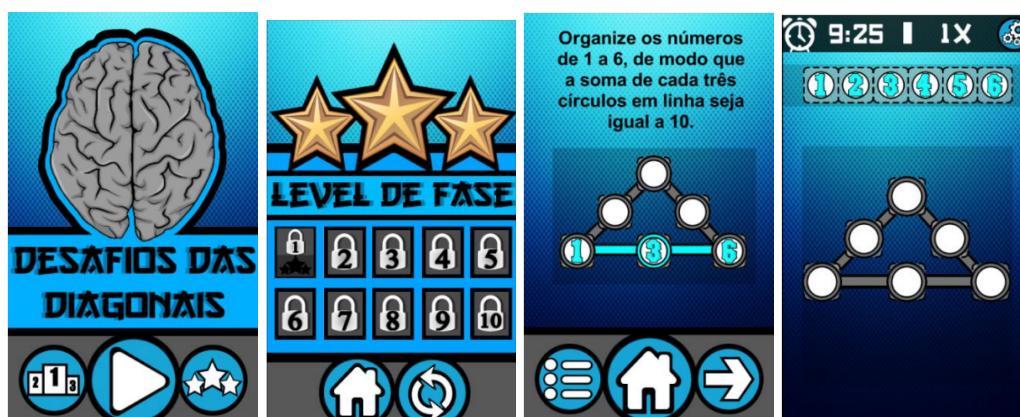 DESAFIOS DAS
DIAGONAIS
2 1 3
LEVEL DE FASE
1 2 3 4 5
6 7 8 9 10
Organize os números
de 1 a 6, de modo que
a soma de cada três
círculos em linha seja
igual a 10.
1 3 6
9:25 1X
1 2 3 4 5 6